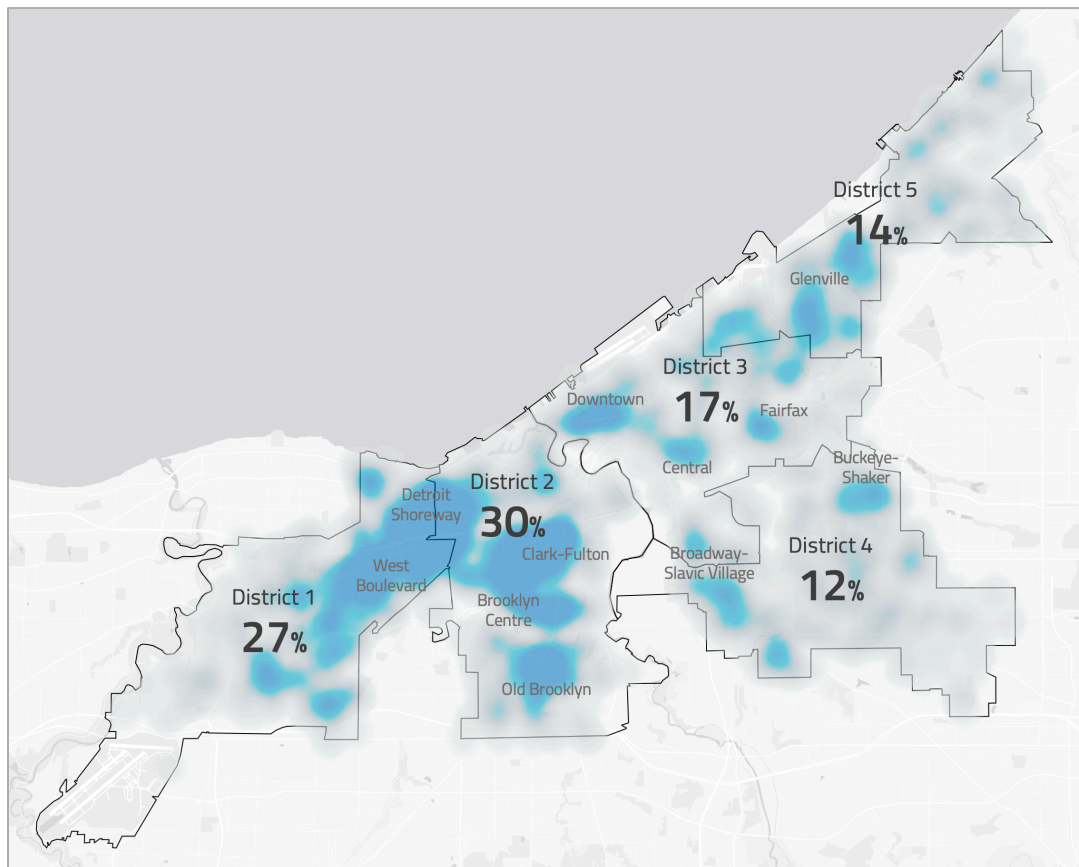 District 5
14%
Glenville
District 3
17%
Downtown
Fairfax
Central
Buckeye-
Shaker
District 2
30%
Detroit
Shoreway
Clark-Fulton
West
Boulevard
Broadway-
Slavic Village
District 4
12%
District 1
27%
Brooklyn
Centre
Old Brooklyn